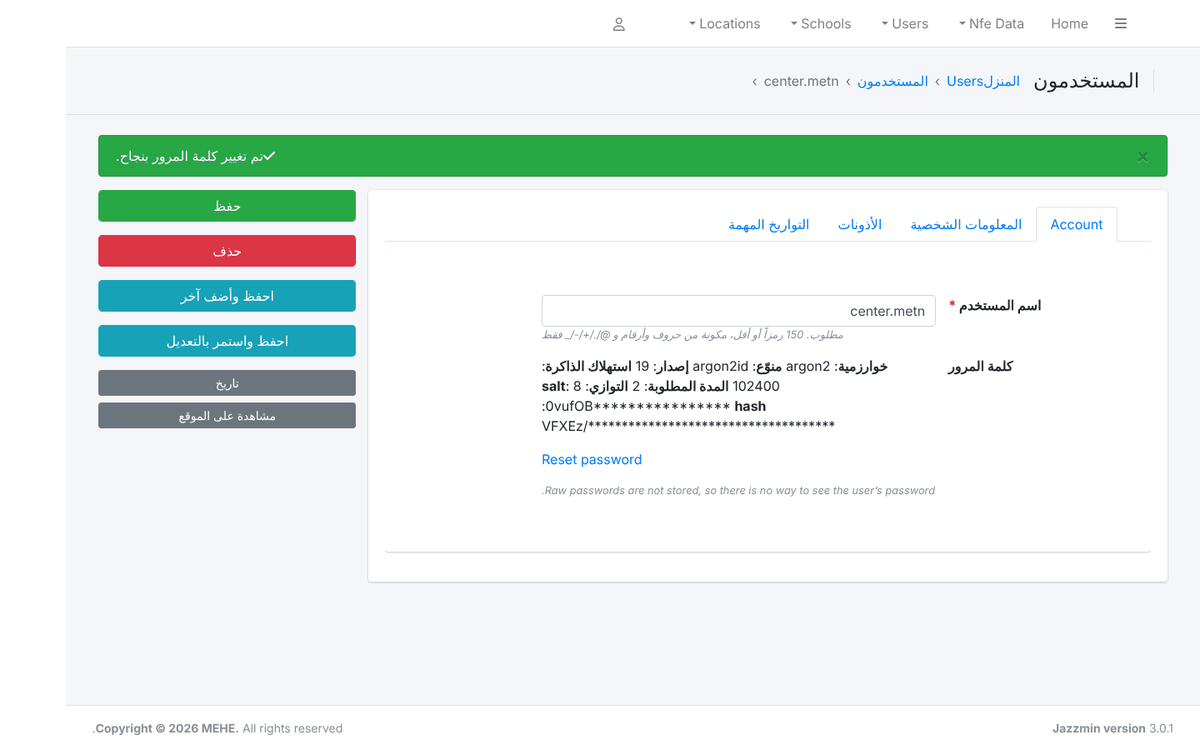 Home Nfe Data Users Schools Locations
المستخدمون
المنزلUsers › المستخدمون › center.metn ›
تم تغيير كلمة المرور بنجاح.
×
Account المعلومات الشخصية الأذونات التواريخ المهمة
اسم المستخدم *
center.metn
مطلوب. 150 رمزاً أو أقل، مكونة من حروف وأرقام و @/./+/-/_ فقط
كلمة المرور
خوارزمية: argon2 منوّع: argon2id إصدار: 19 استهلاك الذاكرة:
102400 المدة المطلوبة: 2 التوازي: 8 salt:
0vufOB**************** hash:
VFXEz/*************************************
Reset password
Raw passwords are not stored, so there is no way to see the user’s password.
حفظ
حذف
احفظ وأضف آخر
احفظ واستمر بالتعديل
تاريخ
مشاهدة على الموقع
Jazzmin version 3.0.1
Copyright © 2026 MEHE. All rights reserved.